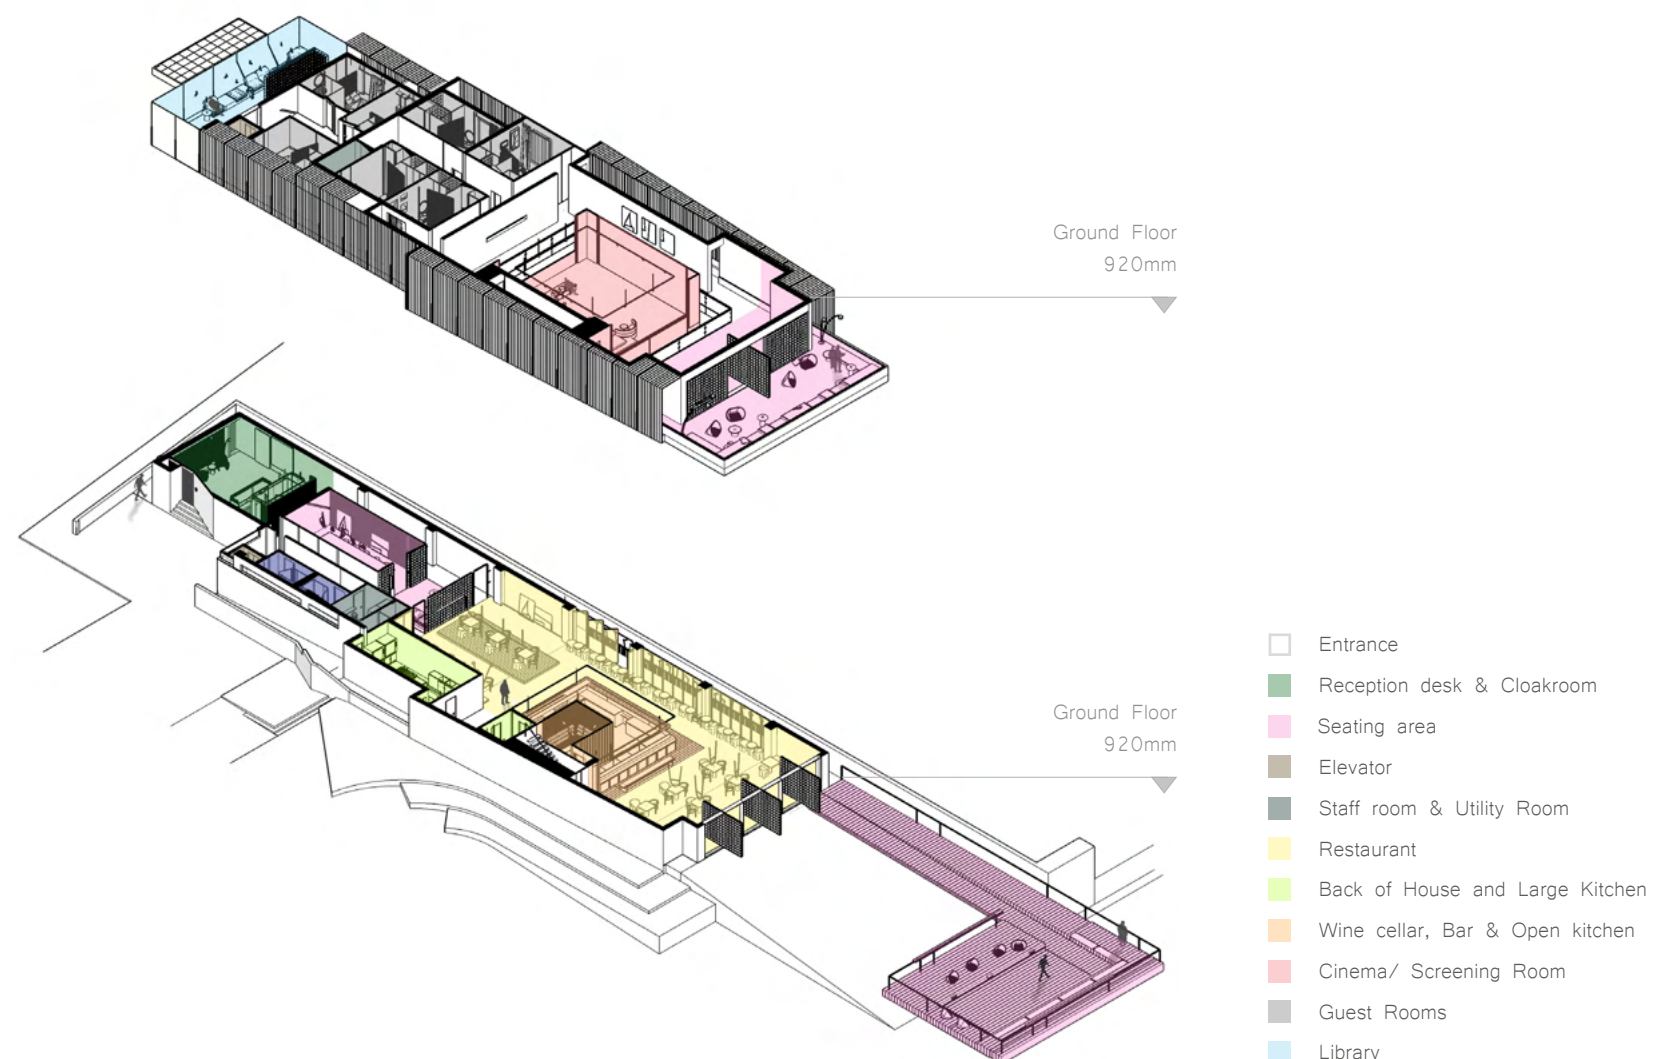 Ground Floor
920mm
Ground Floor
920mm
Entrance
Reception desk & Cloakroom
Seating area
Elevator
Staff room & Utility Room
Restaurant
Back of House and Large Kitchen
Wine cellar, Bar & Open kitchen
Cinema/ Screening Room
Guest Rooms
Library